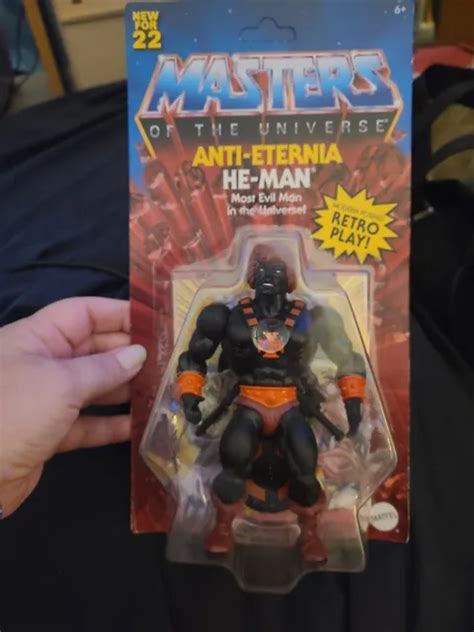 NEW
FOR
22
6+
MASTERS
OF THE UNIVERSE
ANTI-ETERNIA
HE-MAN
Most Evil Man
in the Universe!
RETRO
PLAY!
MATTEL